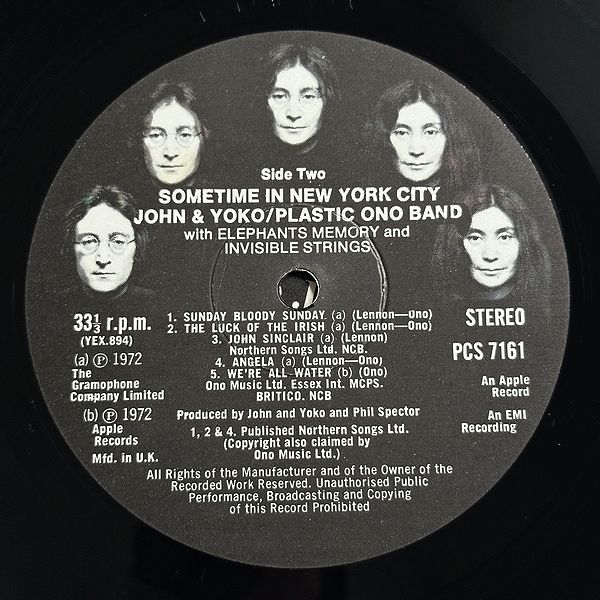 Side Two
SOMETIME IN NEW YORK CITY
JOHN & YOKO/PLASTIC ONO BAND
with ELEPHANTS MEMORY and
INVISIBLE STRINGS
33⅓ r.p.m.
(YEX.894)
(a) Ⓟ 1972
The
Gramophone
Company Limited
(b) Ⓟ 1972
Apple
Records
Mfd. in U.K.
1. SUNDAY BLOODY SUNDAY (a) (Lennon—Ono)
2. THE LUCK OF THE IRISH (a) (Lennon—Ono)
3. JOHN SINCLAIR (a) (Lennon)
Northern Songs Ltd. NCB.
4. ANGELA (a) (Lennon—Ono)
5. WE'RE ALL WATER (b) (Ono)
Ono Music Ltd. Essex Int. MCPS.
BRITICO. NCB
Produced by John and Yoko and Phil Spector
1, 2 & 4. Published Northern Songs Ltd.
(Copyright also claimed by
Ono Music Ltd.)
STEREO
PCS 7161
An Apple
Record
An EMI
Recording
All Rights of the Manufacturer and of the Owner of the
Recorded Work Reserved. Unauthorised Public
Performance, Broadcasting and Copying
of this Record Prohibited